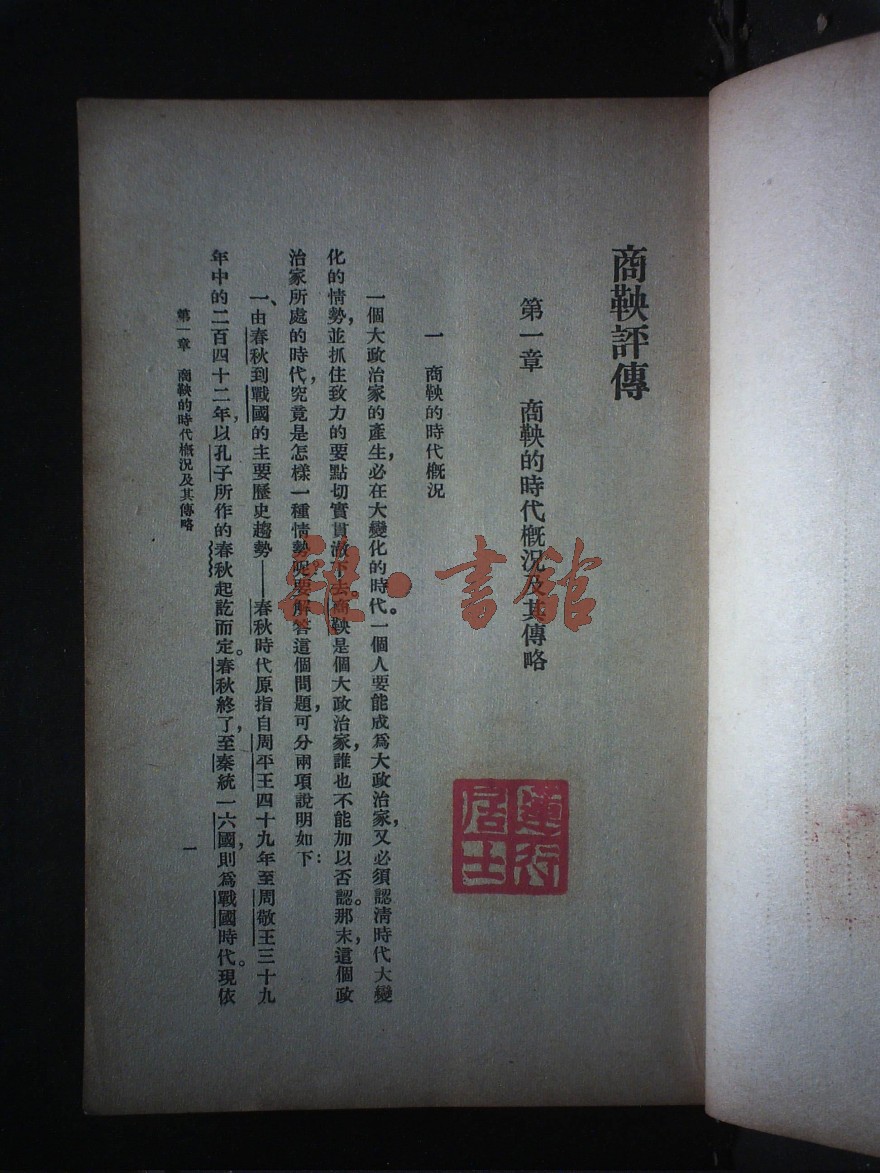 商鞅評傳
第一章　商鞅的時代概況及其傳略
一　商鞅的時代概況
一個大政治家的產生，必在大變化的時代。一個人要能成爲大政治家，又必須認清時代大變
化的情勢，並抓住致力的要點切實貫澈下去。商鞅是個大政治家，誰也不能加以否認。那末，這個政
治家所處的時代，究竟是怎樣一種情勢呢？要解答這個問題，可分兩項說明如下：
一、由春秋到戰國的主要歷史趨勢——春秋時代原指自周平王四十九年至周敬王三十九
年中的二百四十二年，以孔子所作的春秋起訖而定。春秋終了，至秦統一六國，則爲戰國時代。現依
第一章　商鞅的時代概況及其傳略
一
蓮行
居士
雜·書館